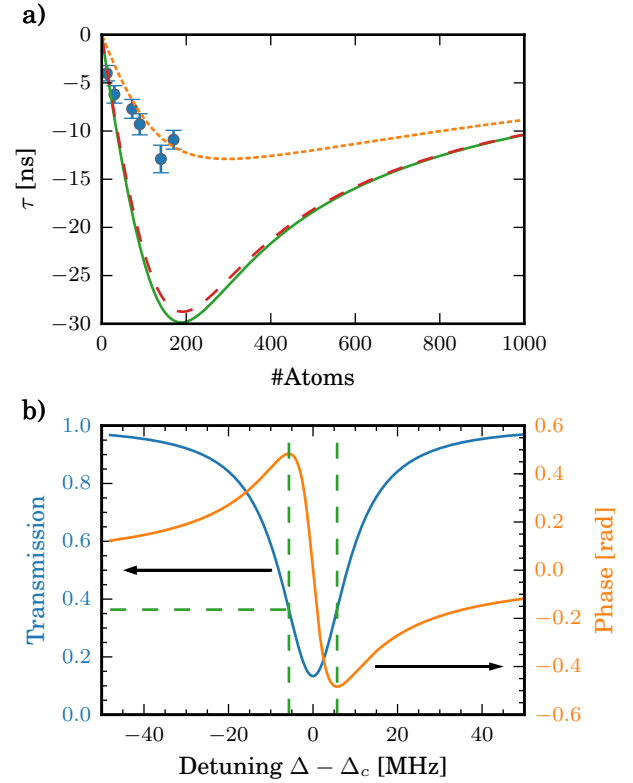 a)
0
−5
−10
−15
−20
−25
−30
τ [ns]
0 200 400 600 800 1000
#Atoms
b)
1.0 0.6
0.8 0.4
0.6 0.2
0.4 0.0
0.2 −0.2
0.0 −0.4
−0.6
Transmission
Phase [rad]
−40 −20 0 20 40
Detuning Δ − Δc [MHz]